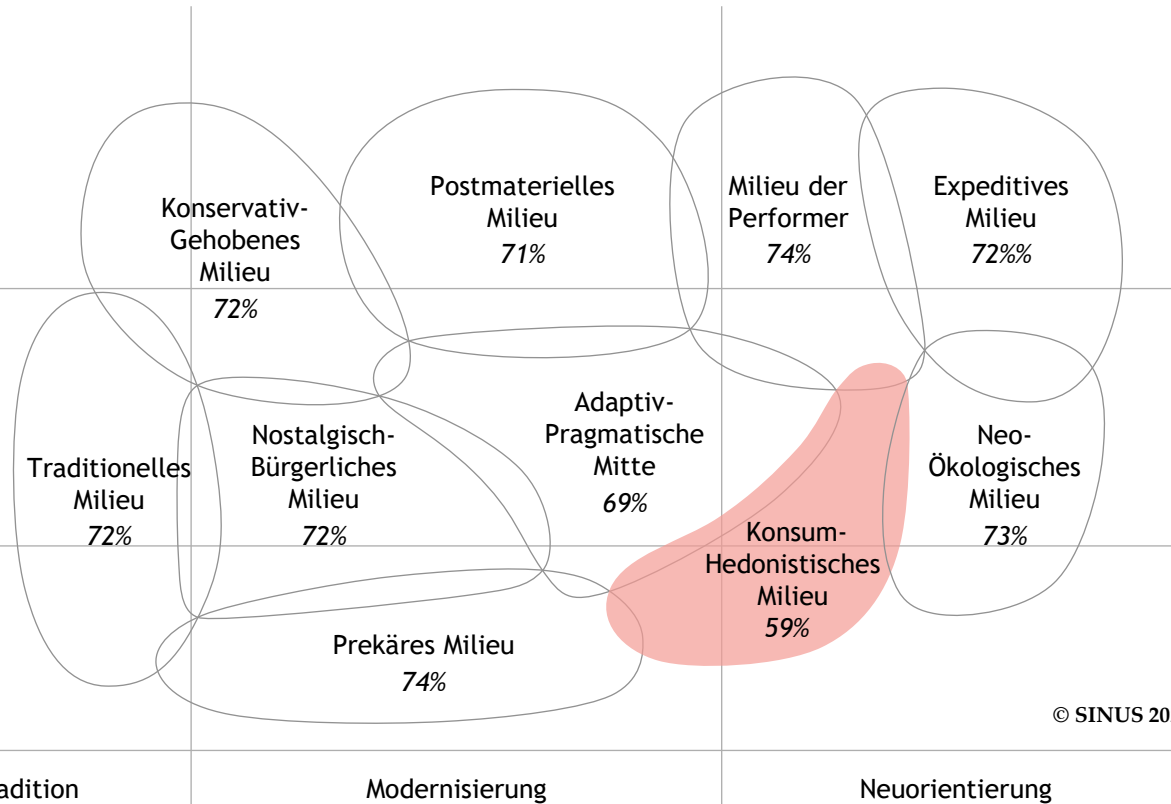 Konservativ-
Gehobenes
Milieu
72%
Postmaterielles
Milieu
71%
Milieu der
Performer
74%
Expeditives
Milieu
72%%
Traditionelles
Milieu
72%
Nostalgisch-
Bürgerliches
Milieu
72%
Adaptiv-
Pragmatische
Mitte
69%
Konsum-
Hedonistisches
Milieu
59%
Neo-
Ökologisches
Milieu
73%
Prekäres Milieu
74%
© SINUS 20
adition
Modernisierung
Neuorientierung